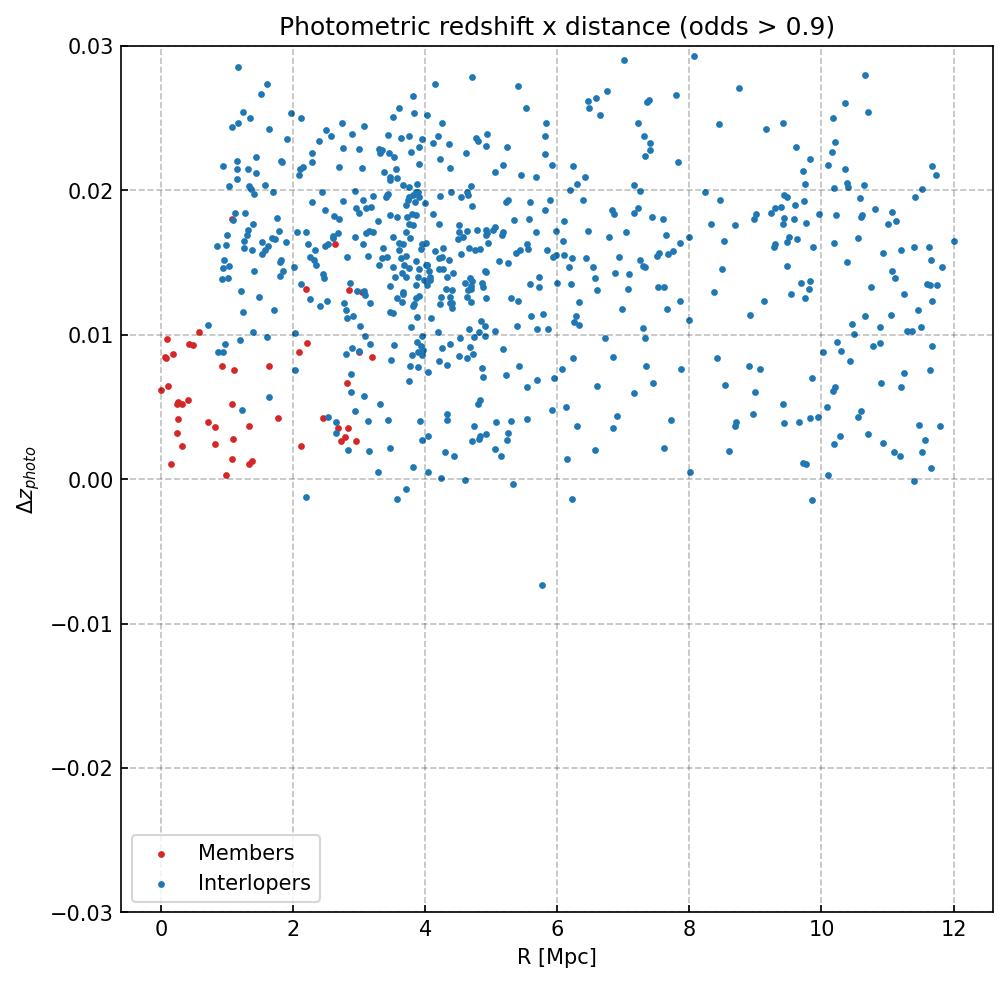 Photometric redshift x distance (odds > 0.9)
0.03
0.02
0.01
0.00
−0.01
−0.02
−0.03
Δz_photo
Members
Interlopers
0 2 4 6 8 10 12
R [Mpc]